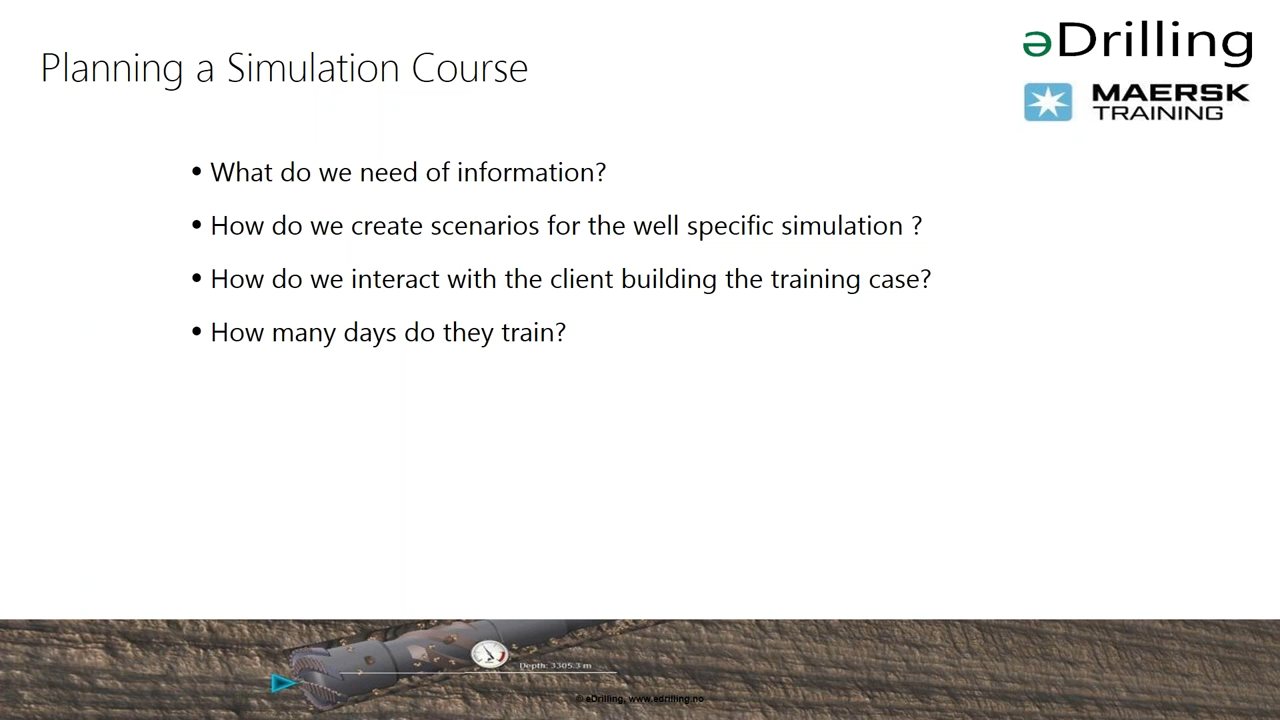 Planning a Simulation Course
əDrilling
MAERSK
TRAINING
• What do we need of information?
• How do we create scenarios for the well specific simulation ?
• How do we interact with the client building the training case?
• How many days do they train?
Depth: 3305.3 m
© eDrilling, www.edrilling.no